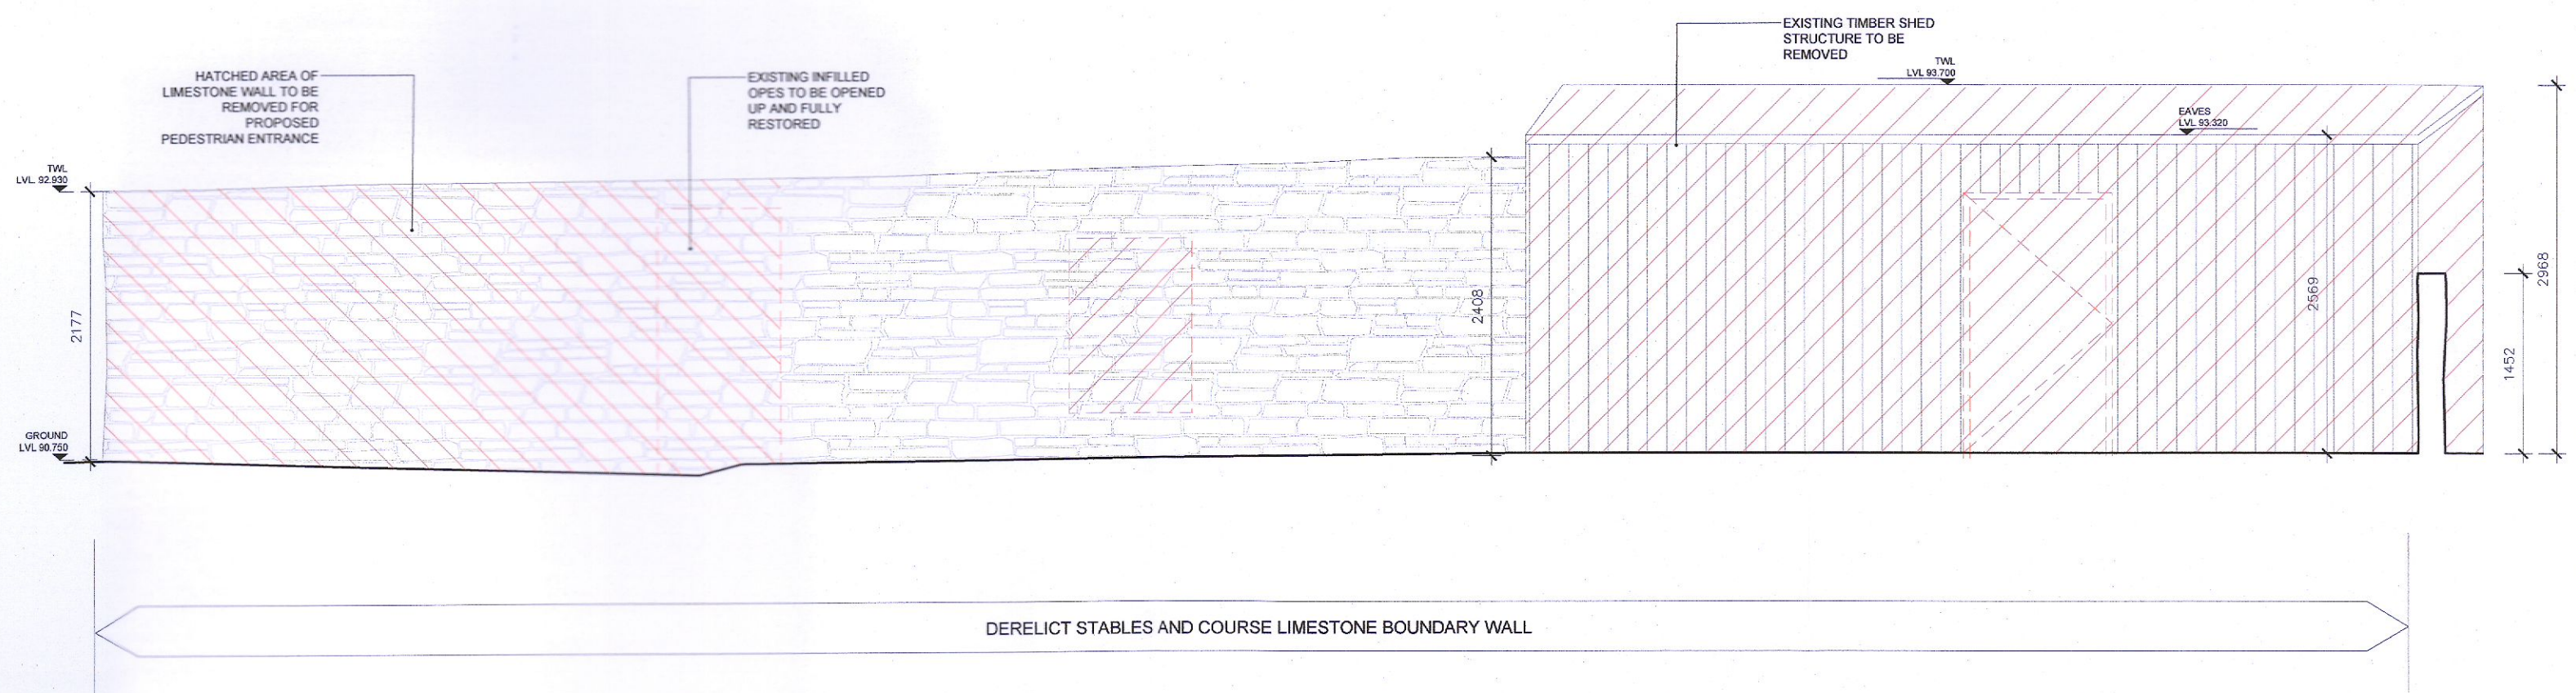 EXISTING TIMBER SHED
STRUCTURE TO BE
REMOVED
TWL
LVL 93.700
HATCHED AREA OF
LIMESTONE WALL TO BE
REMOVED FOR
PROPOSED
PEDESTRIAN ENTRANCE
EXISTING INFILLED
OPES TO BE OPENED
UP AND FULLY
RESTORED
EAVES
LVL 93.320
TWL
LVL. 92.930
2177
2408
2569
2968
1452
GROUND
LVL 90.750
DERELICT STABLES AND COURSE LIMESTONE BOUNDARY WALL